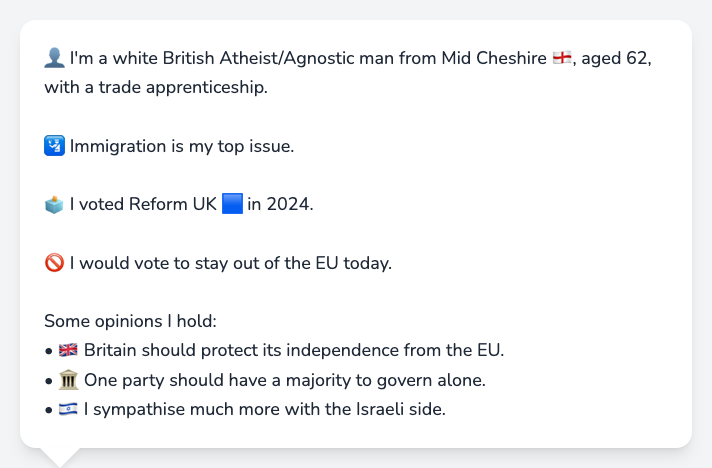 👤 I'm a white British Atheist/Agnostic man from Mid Cheshire 🏴󠁧󠁢󠁥󠁮󠁧󠁿, aged 62,
with a trade apprenticeship.
🛂 Immigration is my top issue.
🗳️ I voted Reform UK 🟦 in 2024.
🚫 I would vote to stay out of the EU today.
Some opinions I hold:
• 🇬🇧 Britain should protect its independence from the EU.
• 🏛️ One party should have a majority to govern alone.
• 🇮🇱 I sympathise much more with the Israeli side.